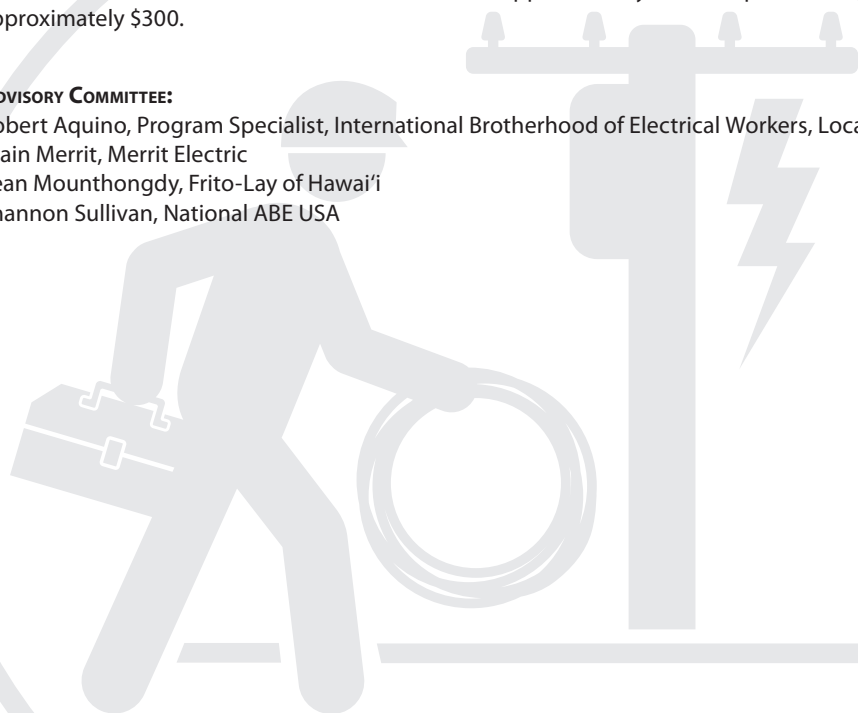 pproximately $300.
dvisory Committee:
obert Aquino, Program Specialist, International Brotherhood of Electrical Workers, Loca
ain Merrit, Merrit Electric
ean Mounthongdy, Frito-Lay of Hawai‘i
hannon Sullivan, National ABE USA